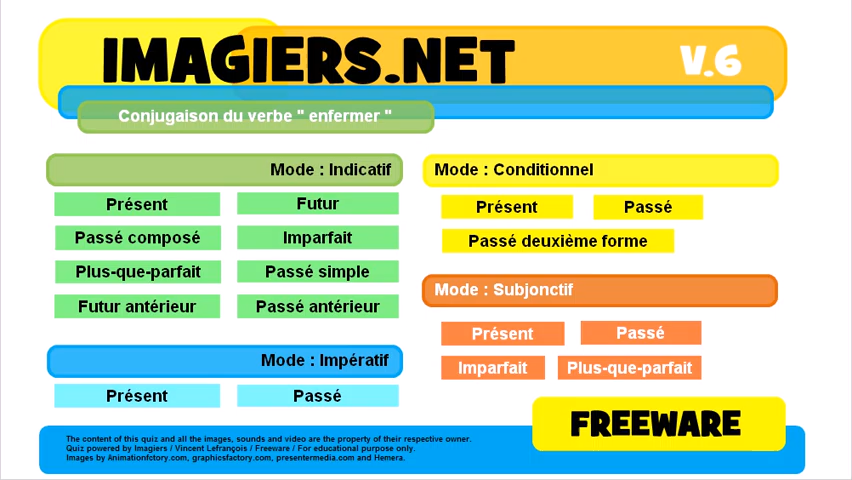 IMAGIERS.NET
V.6
Conjugaison du verbe " enfermer "
Mode : Indicatif
Présent
Futur
Passé composé
Imparfait
Plus-que-parfait
Passé simple
Futur antérieur
Passé antérieur
Mode : Impératif
Présent
Passé
Mode : Conditionnel
Présent
Passé
Passé deuxième forme
Mode : Subjonctif
Présent
Passé
Imparfait
Plus-que-parfait
FREEWARE
The content of this quiz and all the images, sounds and video are the property of their respective owner.
Quiz powered by Imagiers / Vincent Lefrançois / Freeware / For educational purpose only.
Images by Animationfctory.com, graphicsfactory.com, presentermedia.com and Hemera.